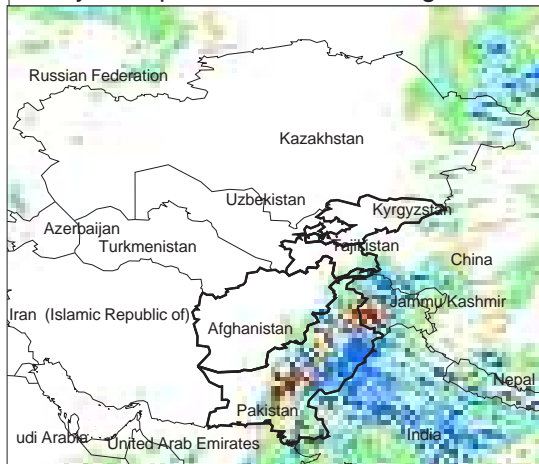 Russian Federation
Kazakhstan
Uzbekistan
Kyrgyzstan
Azerbaijan
Turkmenistan
Tajikistan
China
Iran (Islamic Republic of)
Jammu/Kashmir
Afghanistan
Nepal
Pakistan
udi Arabia
United Arab Emirates
India